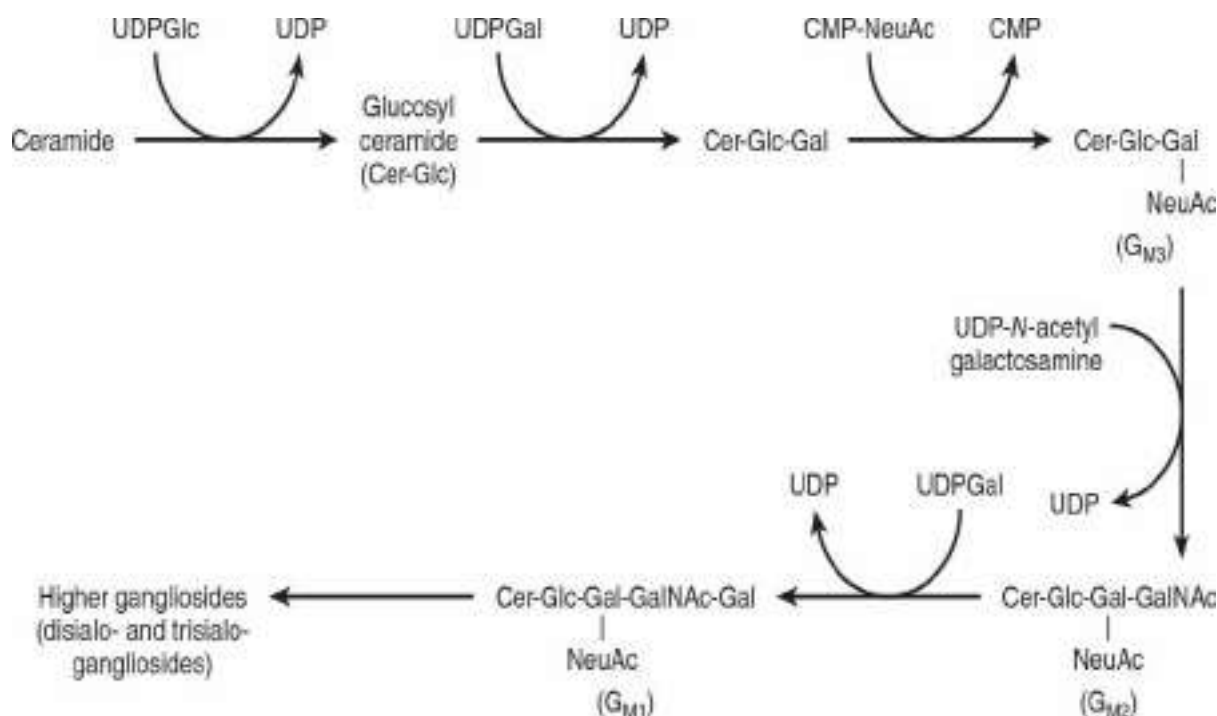 UDPGlc UDP UDPGal UDP CMP-NeuAc CMP
Ceramide
Glucosyl
ceramide
(Cer-Glc)
Cer-Glc-Gal
Cer-Glc-Gal
|
NeuAc
(GM3)
UDP-N-acetyl
galactosamine
UDP
UDP UDPGal
Cer-Glc-Gal-GalNAc
|
NeuAc
(GM2)
Cer-Glc-Gal-GalNAc-Gal
|
NeuAc
(GM1)
Higher gangliosides
(disialo- and trisialo-
gangliosides)